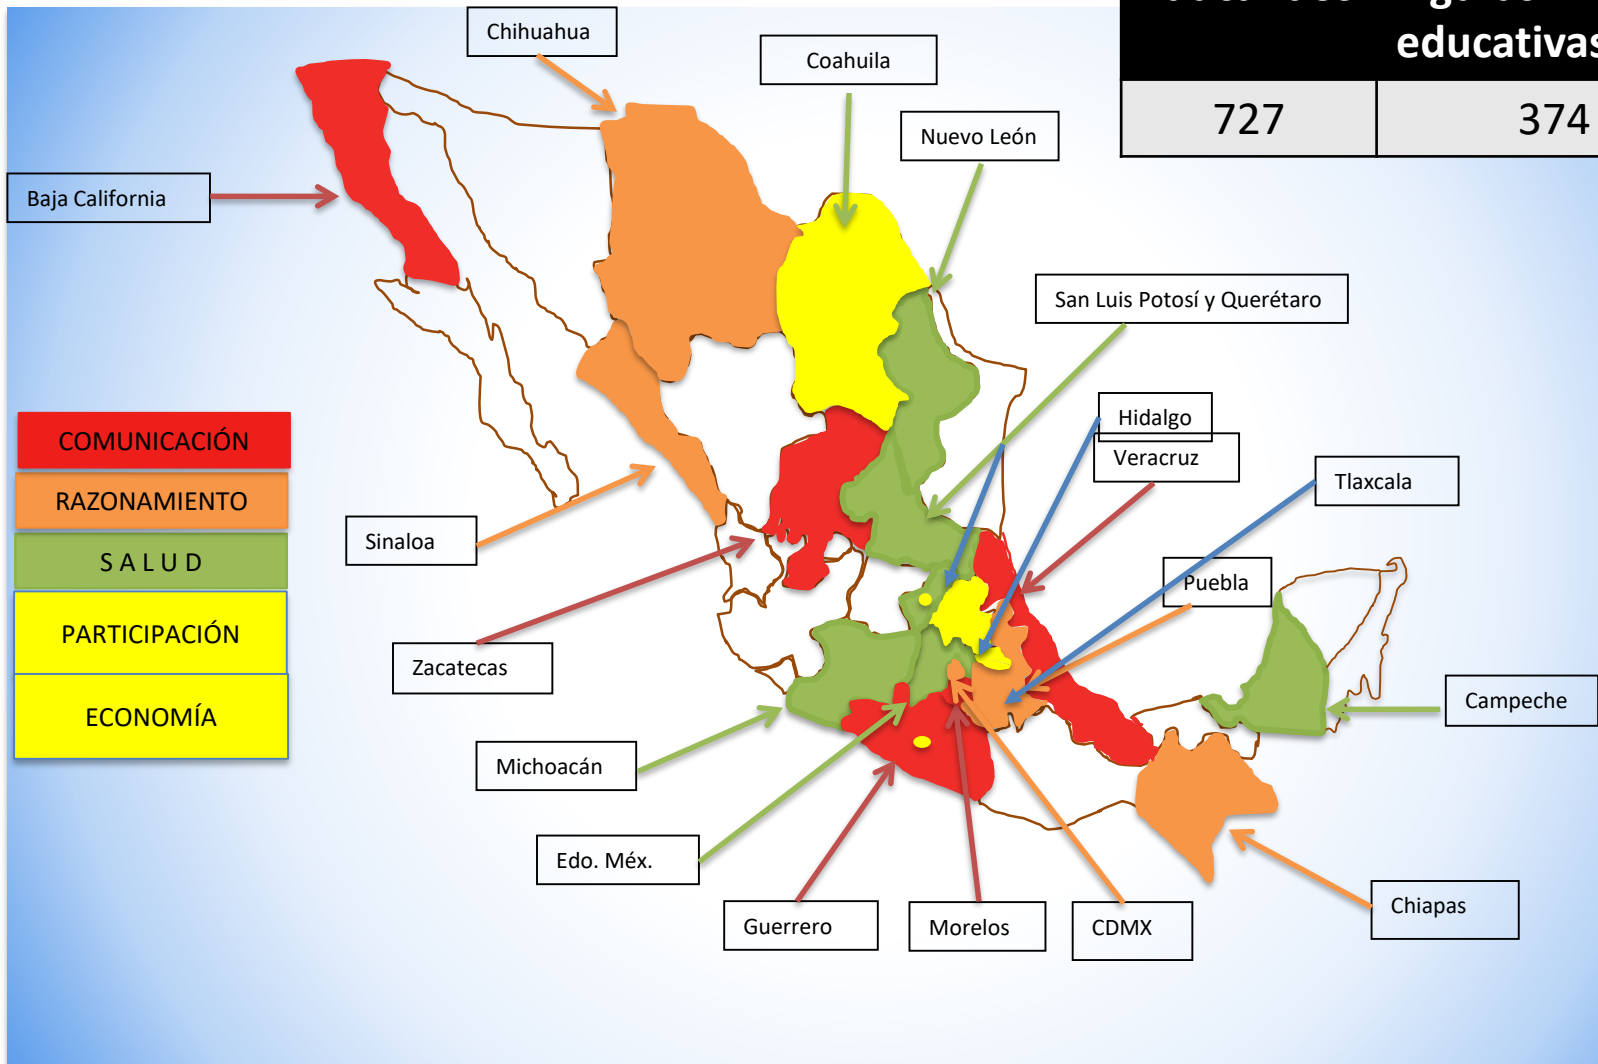 educativas
727 374
Chihuahua
Coahuila
Nuevo León
Baja California
San Luis Potosí y Querétaro
Hidalgo
Veracruz
Tlaxcala
Puebla
COMUNICACIÓN
RAZONAMIENTO
S A L U D
PARTICIPACIÓN
ECONOMÍA
Sinaloa
Zacatecas
Campeche
Michoacán
Edo. Méx.
Guerrero
Morelos
CDMX
Chiapas